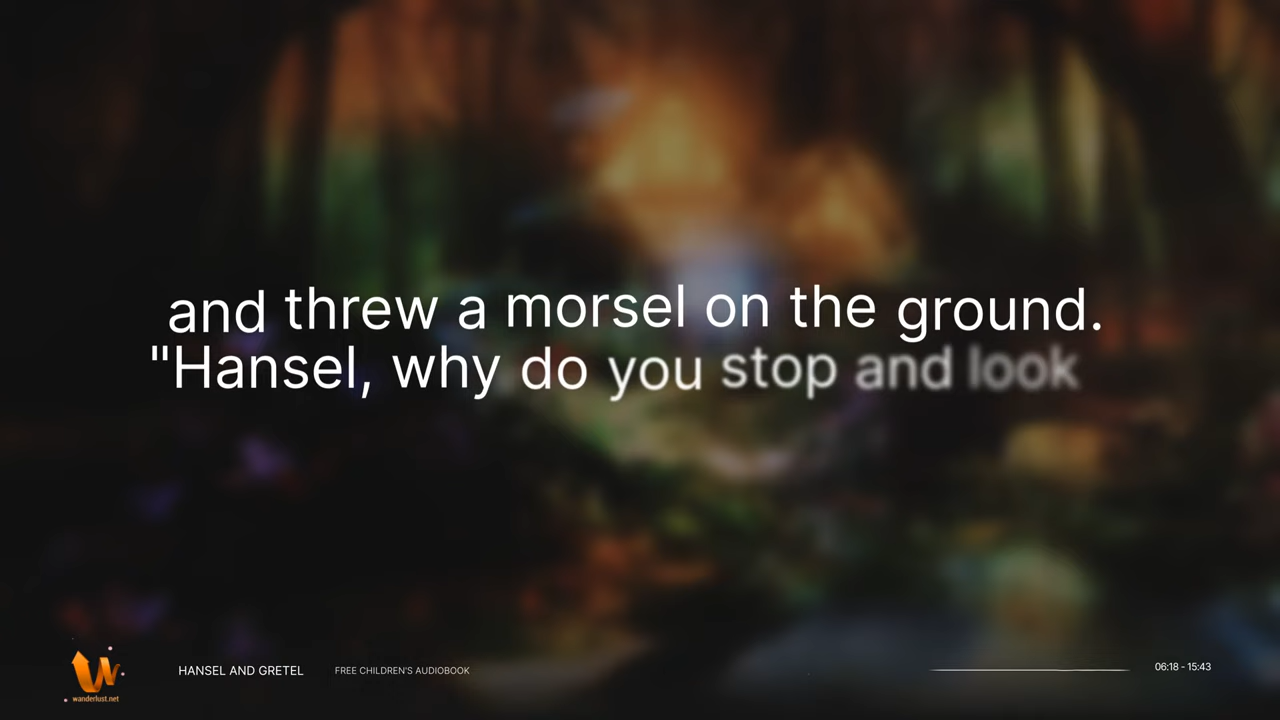 and threw a morsel on the ground.
"Hansel, why do you stop and look
wanderlust.net
HANSEL AND GRETEL
FREE CHILDREN'S AUDIOBOOK
06:18 - 15:43